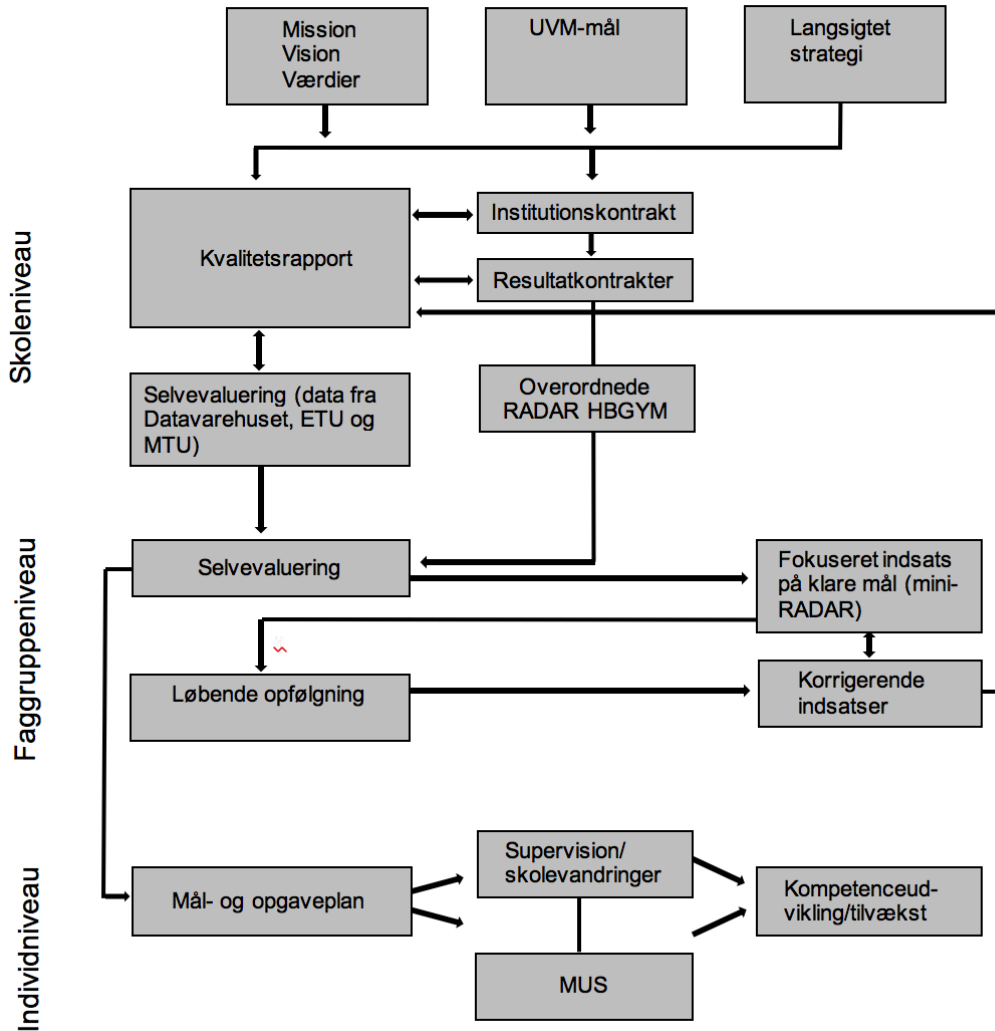 Mission
Vision
Værdier
UVM-mål
Langsigtet
strategi
Skoleniveau
Kvalitetsrapport
Institutionskontrakt
Resultatkontrakter
Selvevaluering (data fra
Datavarehuset, ETU og
MTU)
Overordnede
RADAR HBGYM
Faggruppeniveau
Selvevaluering
Fokuseret indsats
på klare mål (mini-
RADAR)
Løbende opfølgning
Korrigerende
indsatser
Individniveau
Mål- og opgaveplan
Supervision/
skolevandringer
MUS
Kompetenceud-
vikling/tilvækst